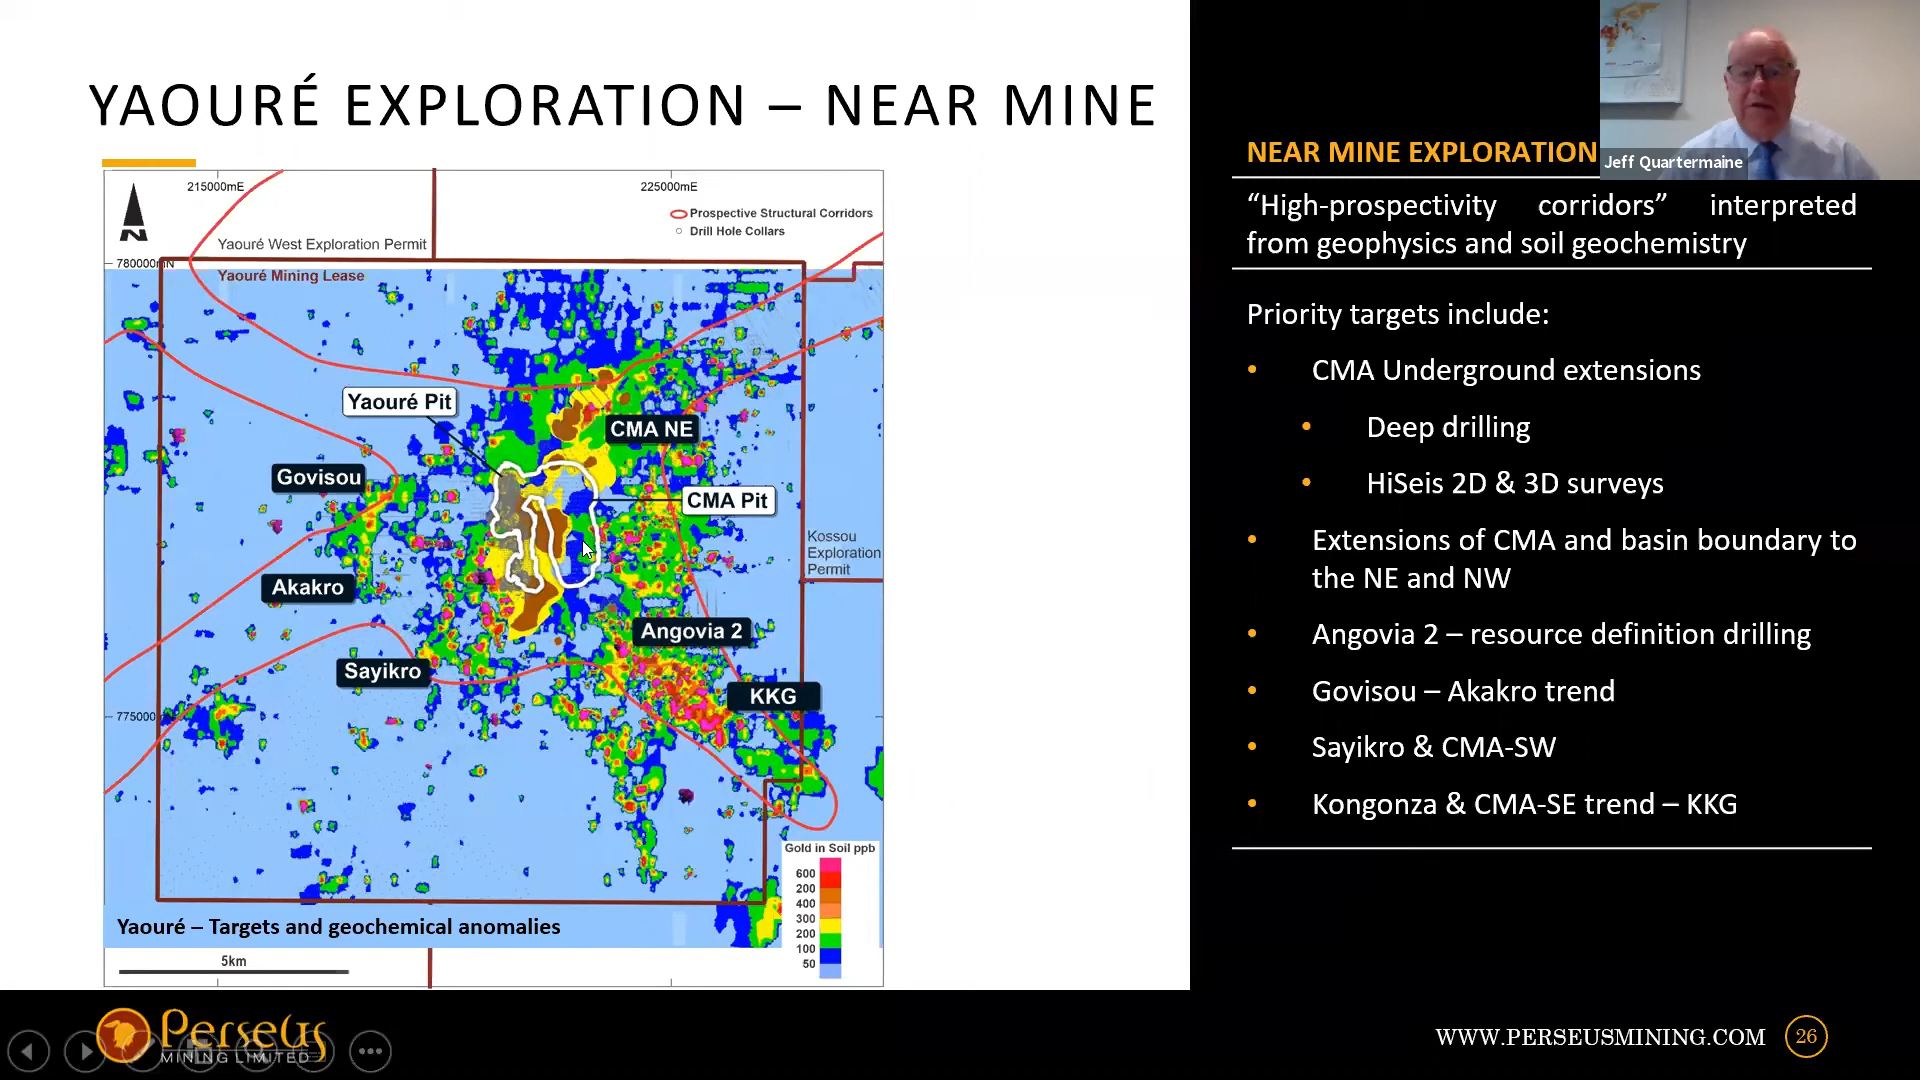 YAOURÉ EXPLORATION – NEAR MINE
215000mE
225000mE
Prospective Structural Corridors
Drill Hole Collars
N
Yaouré West Exploration Permit
780000mN
Yaouré Mining Lease
Yaouré Pit
CMA NE
Govisou
CMA Pit
Kossou
Exploration
Permit
Akakro
Angovia 2
Sayikro
KKG
775000
Gold in Soil ppb
600
200
400
300
200
100
50
Yaouré – Targets and geochemical anomalies
5km
NEAR MINE EXPLORATION
Jeff Quartermaine
“High-prospectivity corridors” interpreted
from geophysics and soil geochemistry
Priority targets include:
• CMA Underground extensions
• Deep drilling
• HiSeis 2D & 3D surveys
• Extensions of CMA and basin boundary to
the NE and NW
• Angovia 2 – resource definition drilling
• Govisou – Akakro trend
• Sayikro & CMA-SW
• Kongonza & CMA-SE trend – KKG
Perseus
MINING LIMITED
WWW.PERSEUSMINING.COM
26